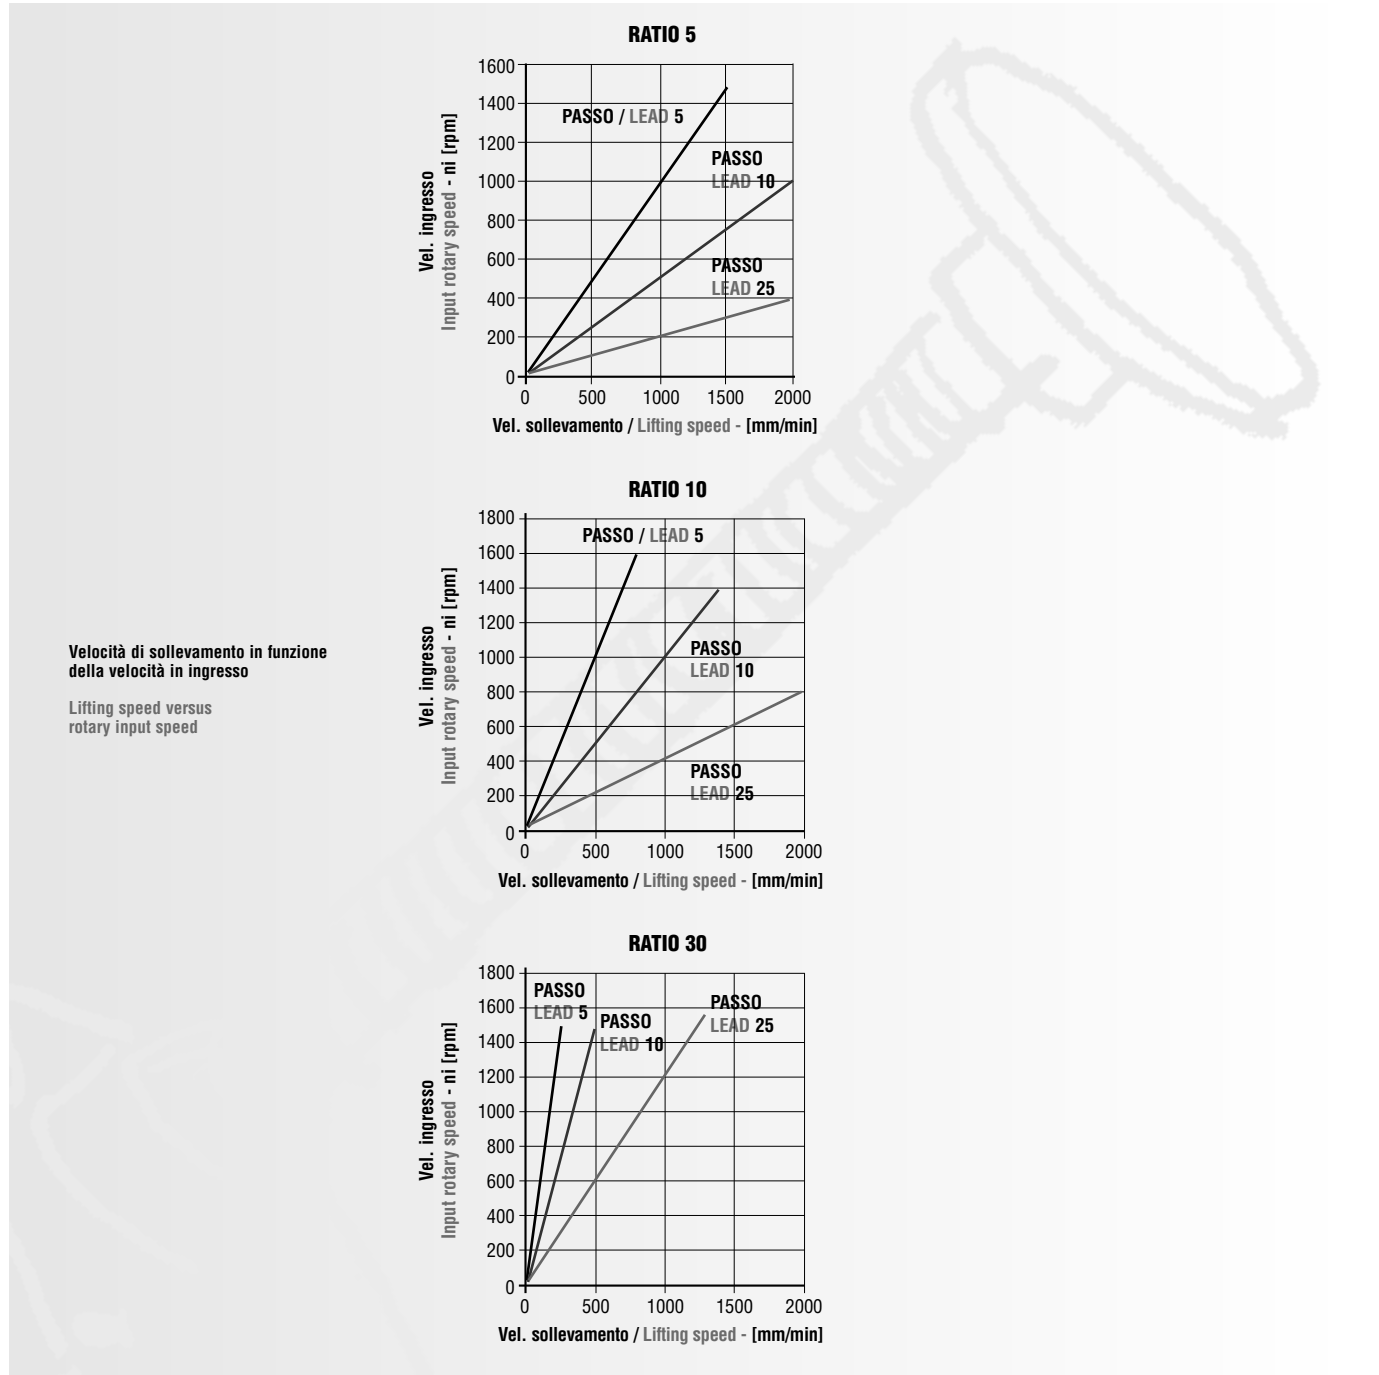 RATIO 5
1600
1400
1200
1000
800
600
400
200
0
PASSO / LEAD 5
PASSO
LEAD 10
PASSO
LEAD 25
Vel. ingresso
Input rotary speed - ni [rpm]
0 500 1000 1500 2000
Vel. sollevamento / Lifting speed - [mm/min]
RATIO 10
1800
1600
1400
1200
1000
800
600
400
200
0
PASSO / LEAD 5
PASSO
LEAD 10
PASSO
LEAD 25
Vel. ingresso
Input rotary speed - ni [rpm]
0 500 1000 1500 2000
Vel. sollevamento / Lifting speed - [mm/min]
Velocità di sollevamento in funzione
della velocità in ingresso
Lifting speed versus
rotary input speed
RATIO 30
1800
1600
1400
1200
1000
800
600
400
200
0
PASSO
LEAD 5
PASSO
LEAD 10
PASSO
LEAD 25
Vel. ingresso
Input rotary speed - ni [rpm]
0 500 1000 1500 2000
Vel. sollevamento / Lifting speed - [mm/min]